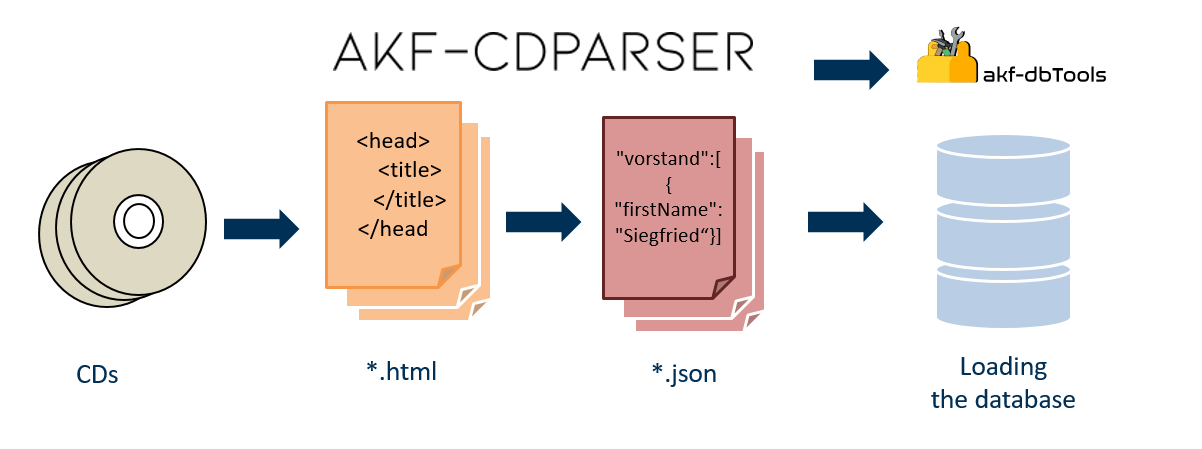 AKF-CDPARSER
akf-dbTools
<head>
<title>
</title>
</head
"vorstand":[
{
"firstName":
"Siegfried“}]
CDs
*.html
*.json
Loading
the database